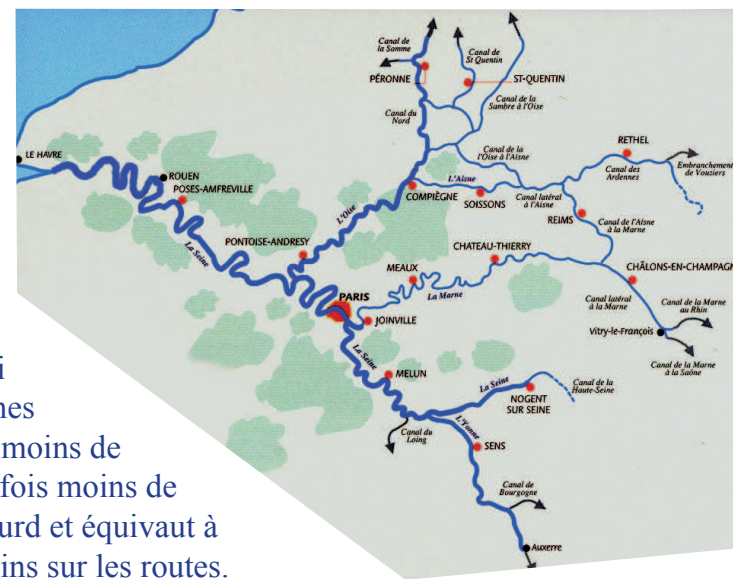 Canal de
la Somme
Canal de
St Quentin
PÉRONNE
ST-QUENTIN
Canal de la
Sambre à l'Oise
Canal du
Nord
LE HAVRE
ROUEN
POSES-AMFREVILLE
Canal de la
l'Oise à l'Aisne
RETHEL
Canal des
Ardennes
Embranchement
de Vouziers
L'Aisne
COMPIÈGNE
SOISSONS
Canal latéral
à l'Aisne
REIMS
Canal de l'Aisne
à la Marne
L'Oise
PONTOISE-ANDRESY
La Seine
CHATEAU-THIERRY
MEAUX
La Marne
CHÂLONS-EN-CHAMPAGN
PARIS
JOINVILLE
Canal latéral
à la Marne
Canal de la Marne
au Rhin
Vitry-le-François
Canal de la Marne
à la Saône
La Seine
MELUN
La Seine
Canal de la
Haute-Seine
NOGENT
SUR SEINE
Canal du
Loing
L'Yonne
SENS
Canal de
Bourgogne
Auxerre
i
nes
moins de
fois moins de
urd et équivaut à
ins sur les routes.